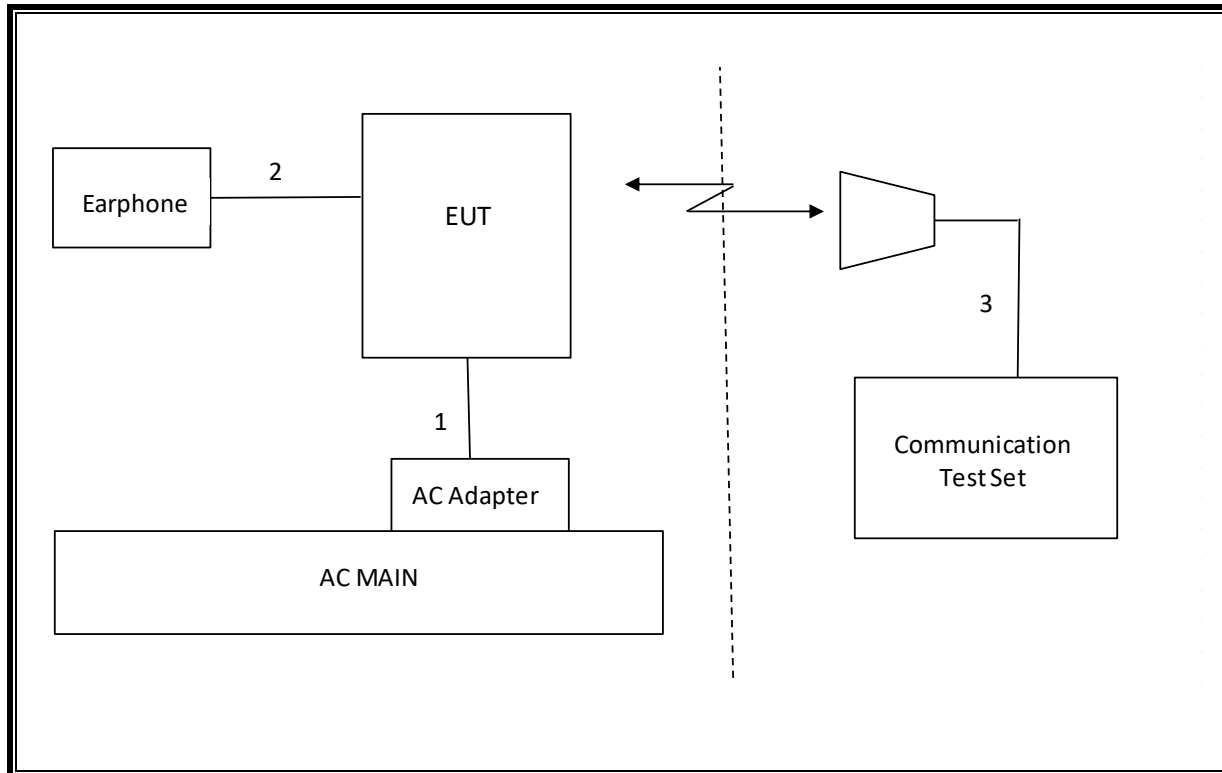 2
Earphone
EUT
3
1
Communication
Test Set
AC Adapter
AC MAIN